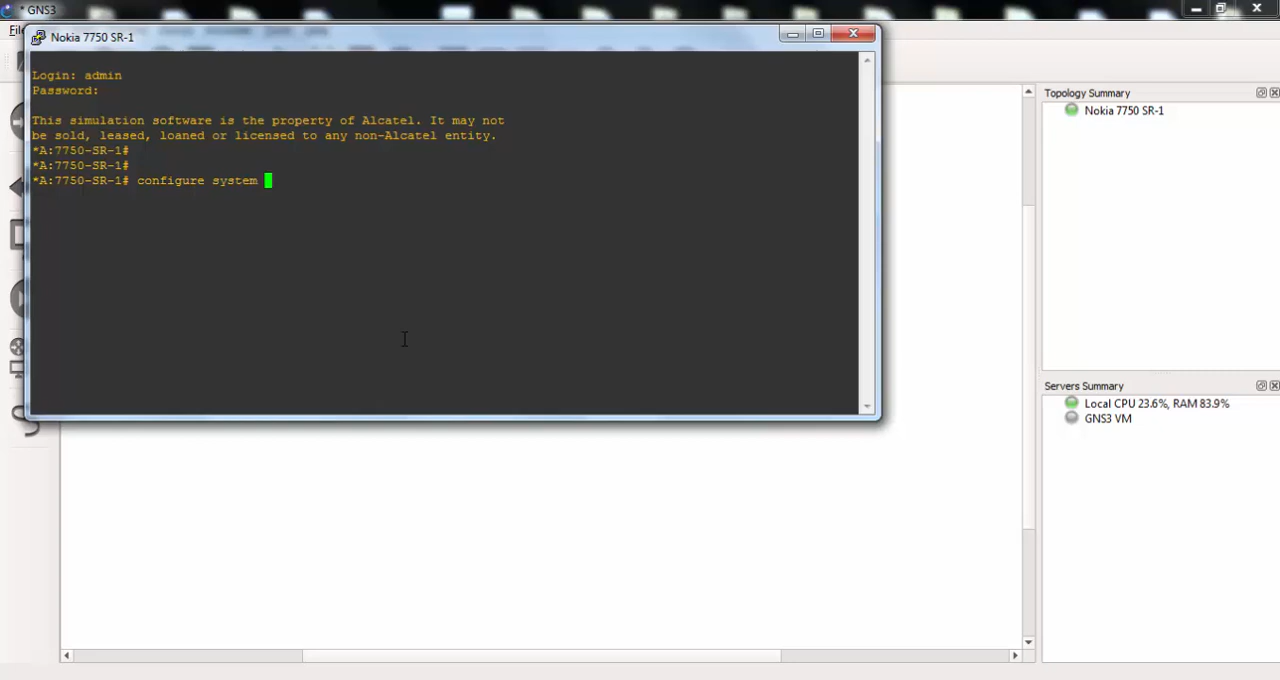 * GNS3
Nokia 7750 SR-1
Login: admin
Password:
This simulation software is the property of Alcatel. It may not
be sold, leased, loaned or licensed to any non-Alcatel entity.
*A:7750-SR-1#
*A:7750-SR-1#
*A:7750-SR-1# configure system
Topology Summary
Nokia 7750 SR-1
Servers Summary
Local CPU 23.6%, RAM 83.9%
GNS3 VM